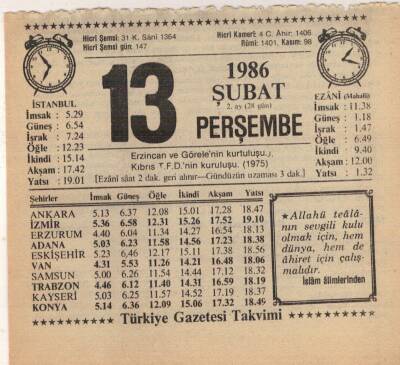 Hicrî Şemsî: 31 K. Sâni 1364
Hicrî Şemsî gün: 147
Hicrî Kamerî: 4 C. Âhir: 1406
Rûmi: 1401, Kasım: 98
13
1986
ŞUBAT
2. ay (28 gün)
PERŞEMBE
İSTANBUL
İmsak : 5.29
Güneş : 6.54
İşrak : 7.24
Öğle : 12.23
İkindi : 15.14
Akşam : 17.42
Yatsı : 19.01
EZÂNİ (Mahallî)
İmsak : 11.38
Güneş : 1.18
İşrak : 1.47
Öğle : 6.49
İkindi : 9.40
Akşam : 12.00
Yatsı : 1.32
Erzincan ve Görele'nin kurtuluşu.
Kıbrıs T.F.D.'nin kuruluşu. (1975)
[Ezânî sâat 2 dak. geri alınır—Gündüzün uzaması 3 dak.]
Şehirler İmsak Güneş Öğle İkindi Akşam Yatsı
ANKARA 5.13 6.37 12.08 15.01 17.28 18.47
İZMİR 5.36 6.58 12.31 15.26 17.52 19.10
ERZURUM 4.40 6.04 11.34 14.27 16.54 18.13
ADANA 5.03 6.23 11.58 14.56 17.23 18.38
ESKİŞEHİR 5.23 6.46 12.17 15.11 17.38 18.56
VAN 4.31 5.53 11.26 14.21 16.48 18.06
SAMSUN 5.00 6.26 11.54 14.44 17.12 18.32
TRABZON 4.46 6.12 11.40 14.31 16.59 18.19
KAYSERİ 5.03 6.25 11.57 14.52 17.19 18.37
KONYA 5.14 6.36 12.09 15.06 17.32 18.49
★Allahü teâlâ-
nın sevgili kulu
olmak için, hem
dünya, hem de
âhiret için çalış-
malıdır.
İslâm âlimlerinden
★★★★★★★★ Türkiye Gazetesi Takvimi ★★★★★★★★